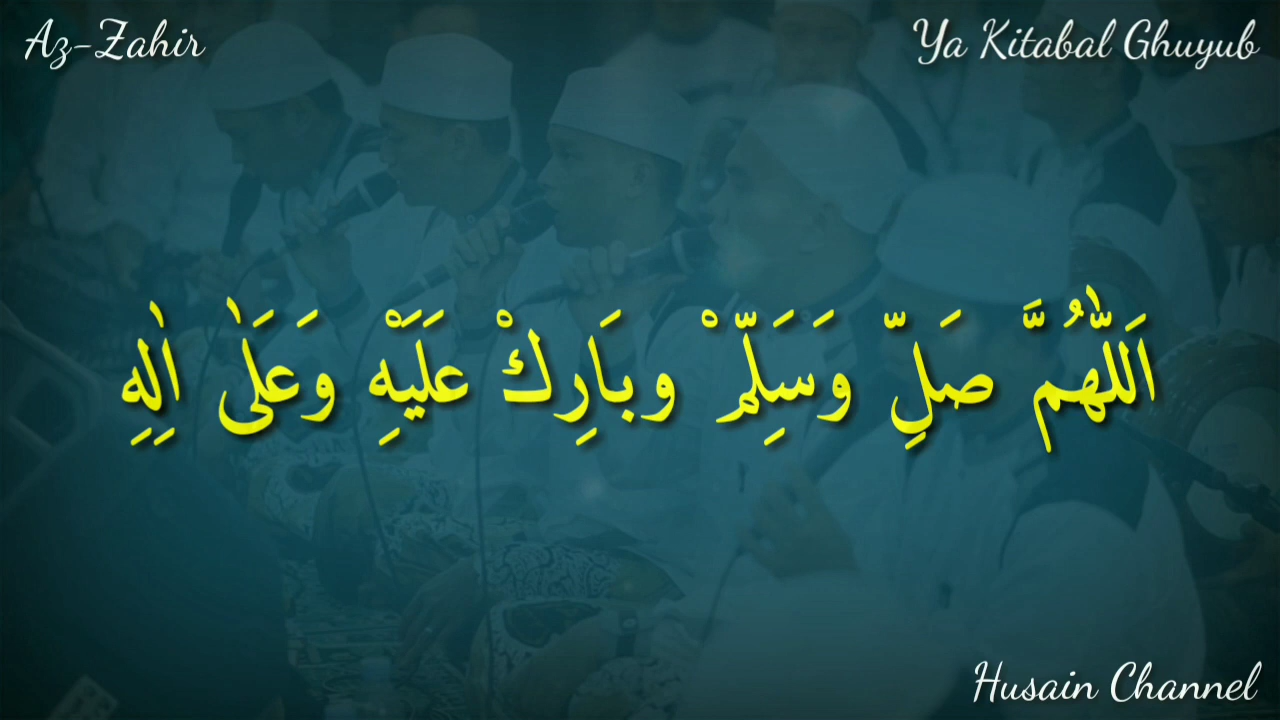 Az-Zahir
Ya Kitabal Ghuyub
اَللّٰهُمَّ صَلِّ وَسَلِّمْ وبَارِكْ عَلَيْهِ وَعَلَىٰ اِلٰهِ
Husain Channel